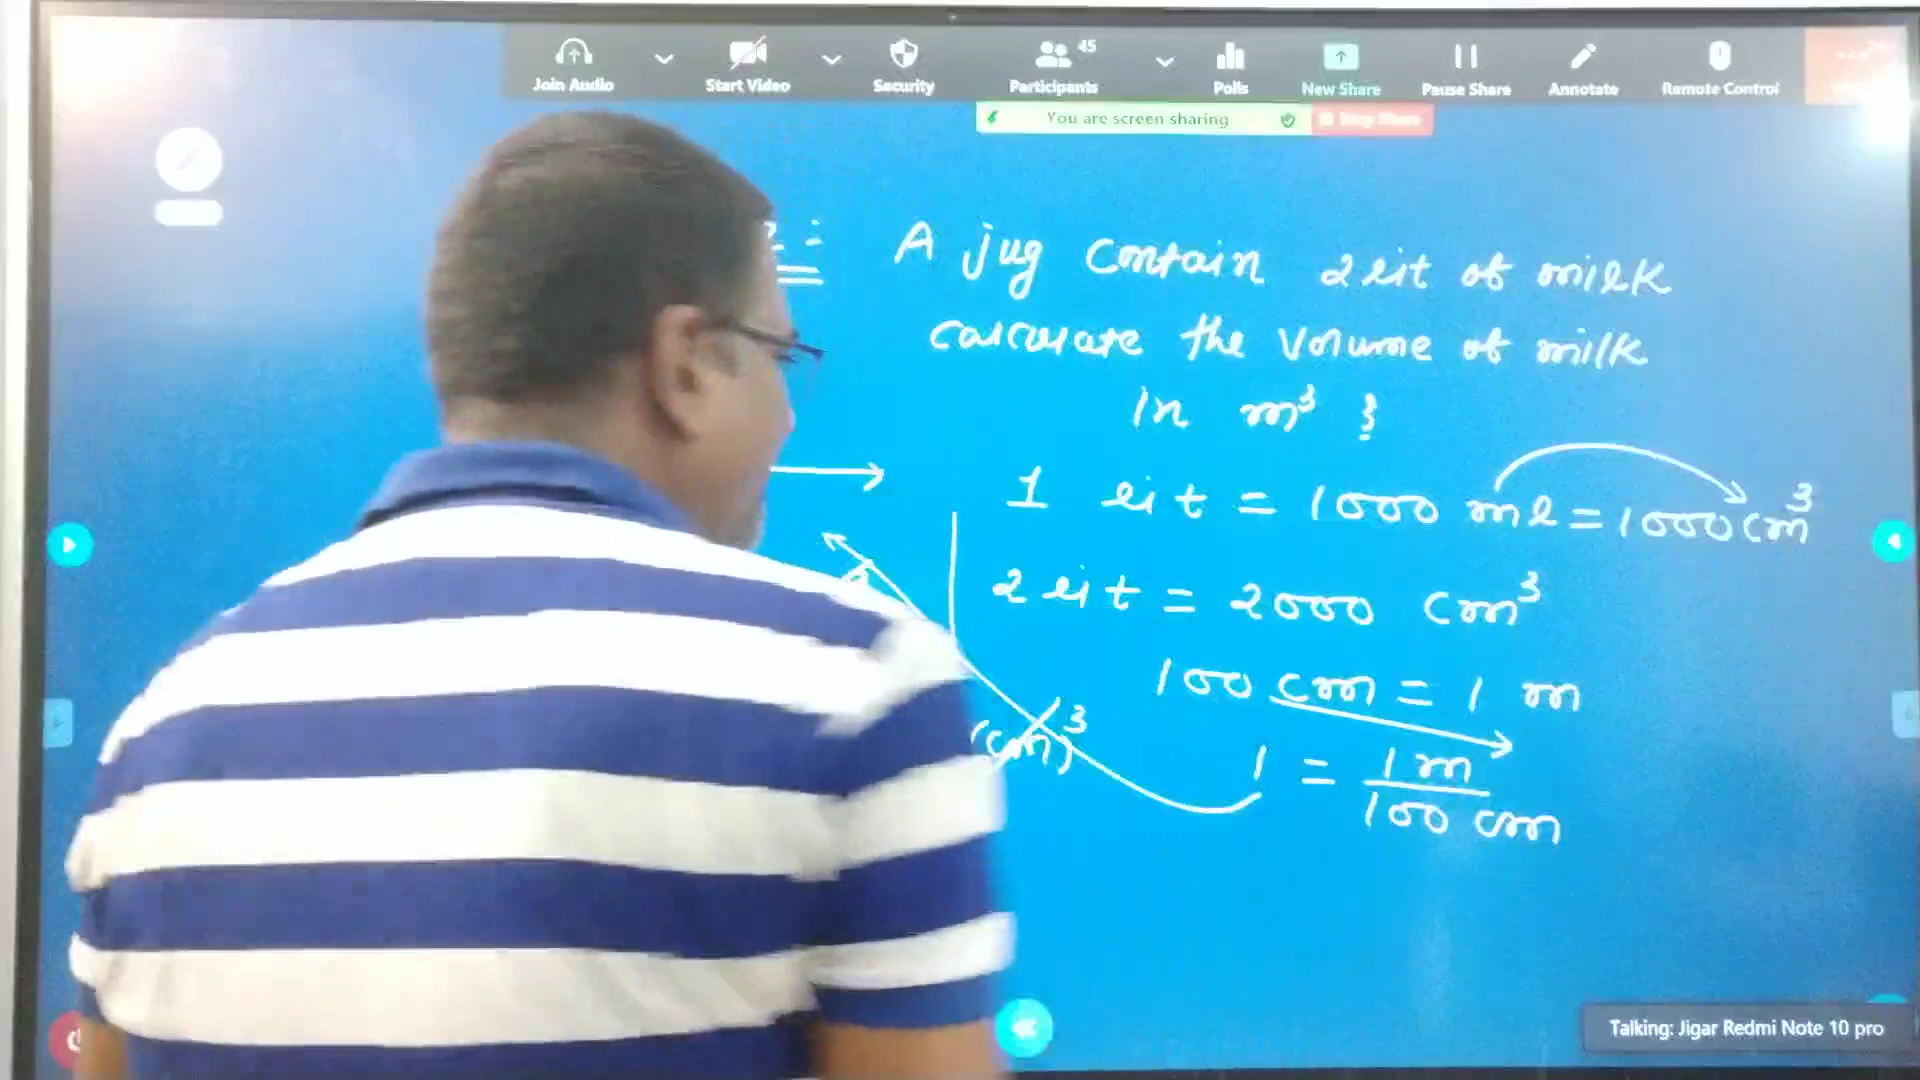 Join Audio Start Video Security Participants 45 Polls New Share Pause Share Annotate Remote Control
You are screen sharing Stop Share
A jug contain 2 lit of milk
calculate the volume of milk
in m³ ?
1 lit = 1000 ml = 1000 cm³
2 lit = 2000 cm³
100 cm = 1 m
(cm)³
1 = 1 m / 100 cm
Talking: Jigar Redmi Note 10 pro